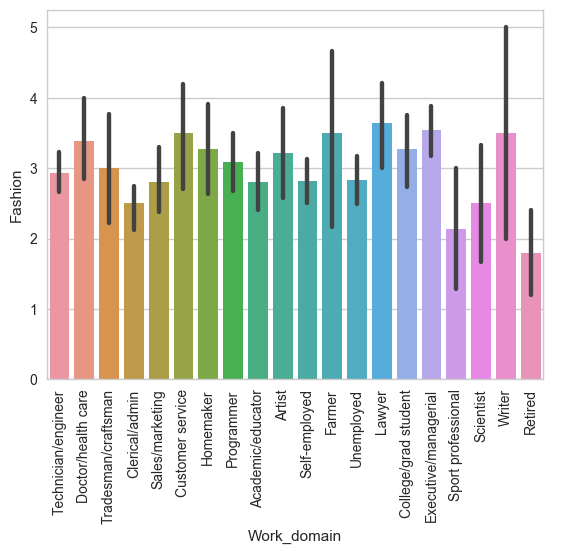 5
4
3
2
1
0
Fashion
Technician/engineer
Doctor/health care
Tradesman/craftsman
Clerical/admin
Sales/marketing
Customer service
Homemaker
Programmer
Academic/educator
Artist
Self-employed
Farmer
Unemployed
Lawyer
College/grad student
Executive/managerial
Sport professional
Scientist
Writer
Retired
Work_domain